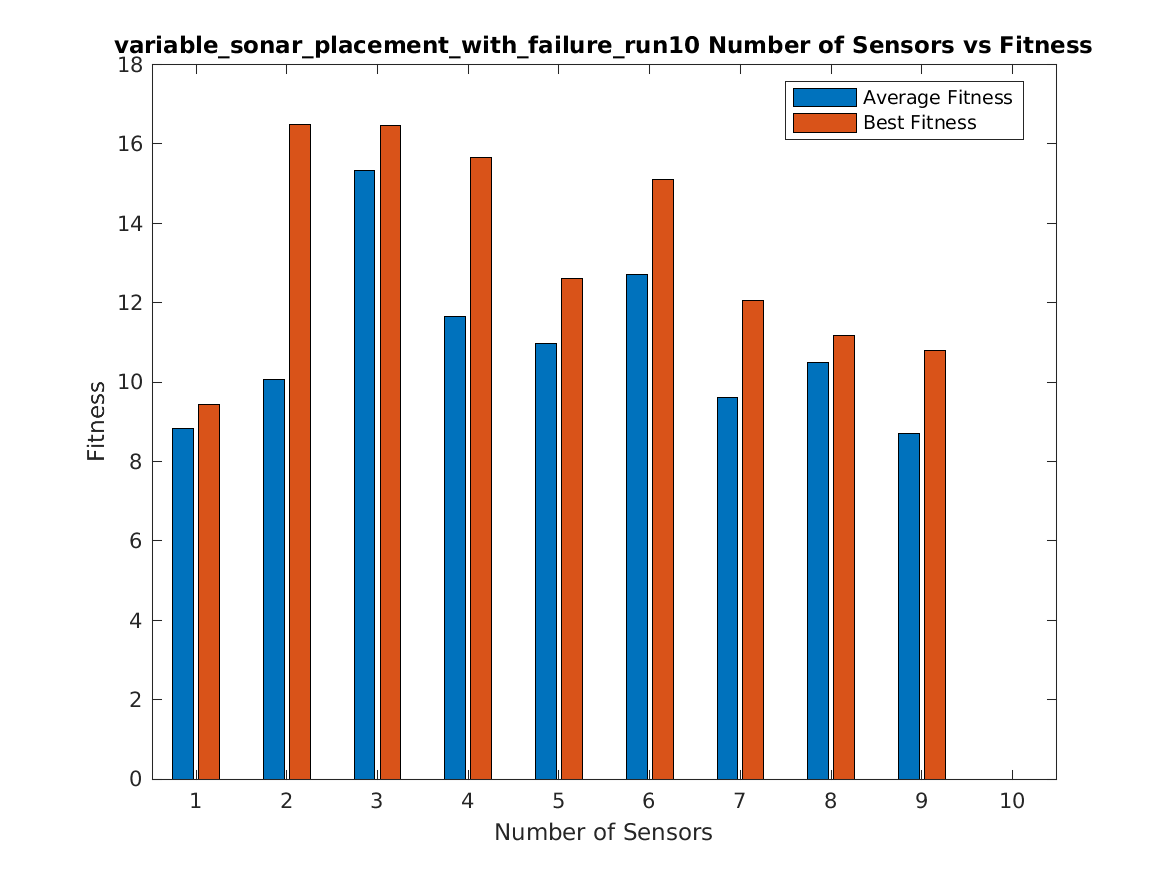 variable_sonar_placement_with_failure_run10 Number of Sensors vs Fitness
18
16
14
12
10
8
6
4
2
0
Fitness
Average Fitness
Best Fitness
1 2 3 4 5 6 7 8 9 10
Number of Sensors